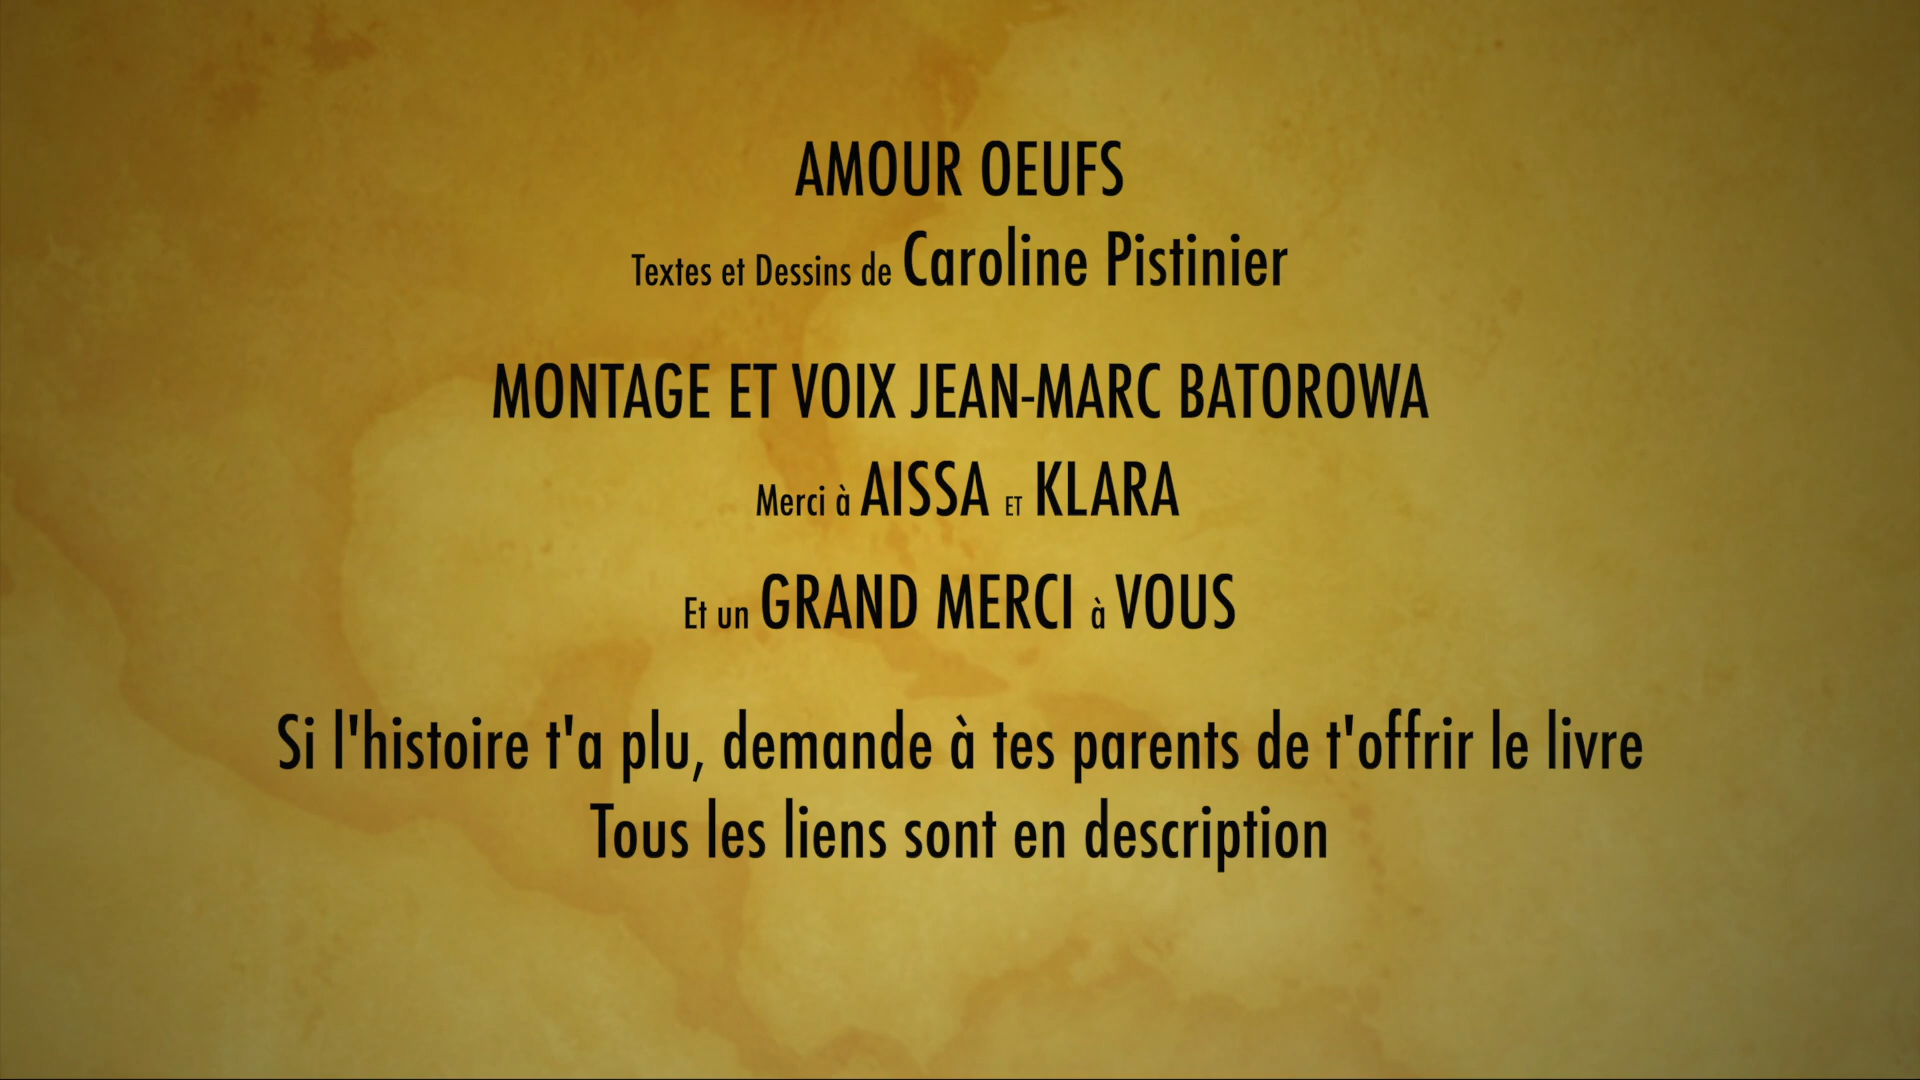 AMOUR OEUFS
Textes et Dessins de Caroline Pistinier
MONTAGE ET VOIX JEAN-MARC BATOROWA
Merci à AISSA ET KLARA
Et un GRAND MERCI à VOUS
Si l'histoire t'a plu, demande à tes parents de t'offrir le livre
Tous les liens sont en description